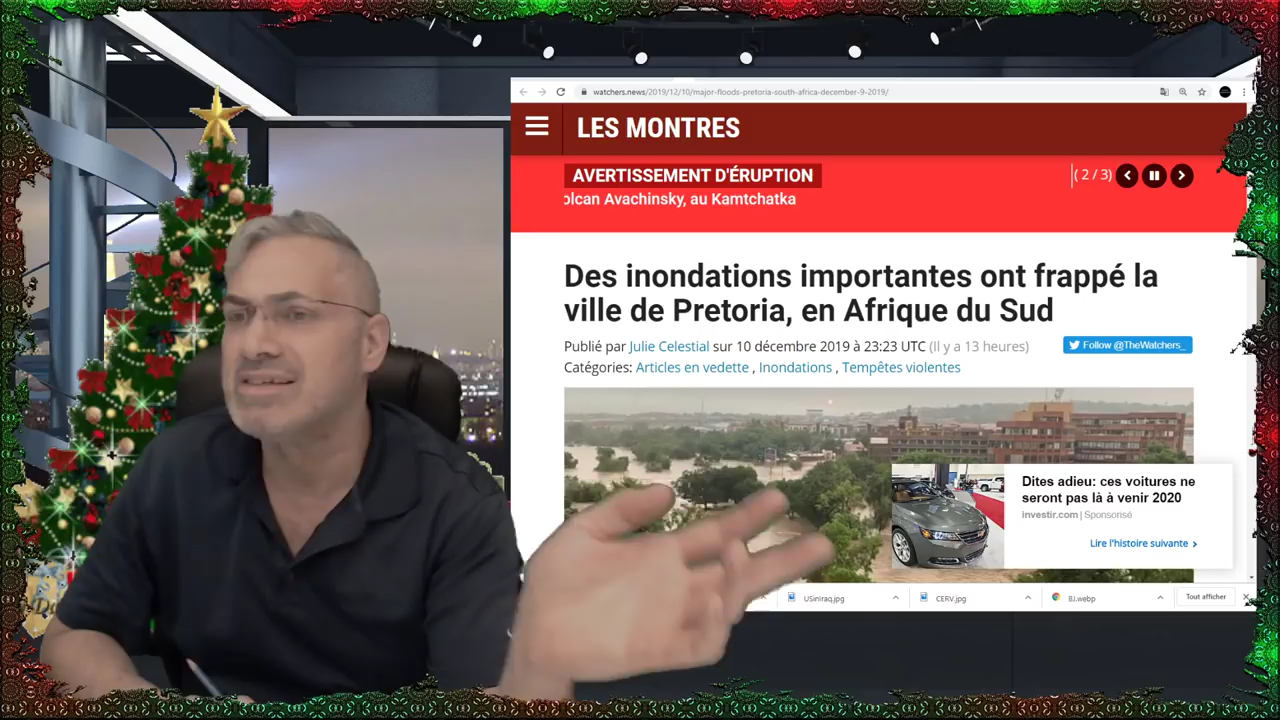 watchers.news/2019/12/10/major-floods-pretoria-south-africa-december-9-2019/
LES MONTRES
AVERTISSEMENT D'ÉRUPTION
( 2 / 3)
olcan Avachinsky, au Kamtchatka
Des inondations importantes ont frappé la
ville de Pretoria, en Afrique du Sud
Publié par Julie Celestial sur 10 décembre 2019 à 23:23 UTC (Il y a 13 heures)
Follow @TheWatchers_
Catégories: Articles en vedette , Inondations , Tempêtes violentes
Dites adieu: ces voitures ne
seront pas là à venir 2020
investir.com | Sponsorisé
Lire l'histoire suivante
USinIraq.jpg
CERV.jpg
BJ.webp
Tout afficher